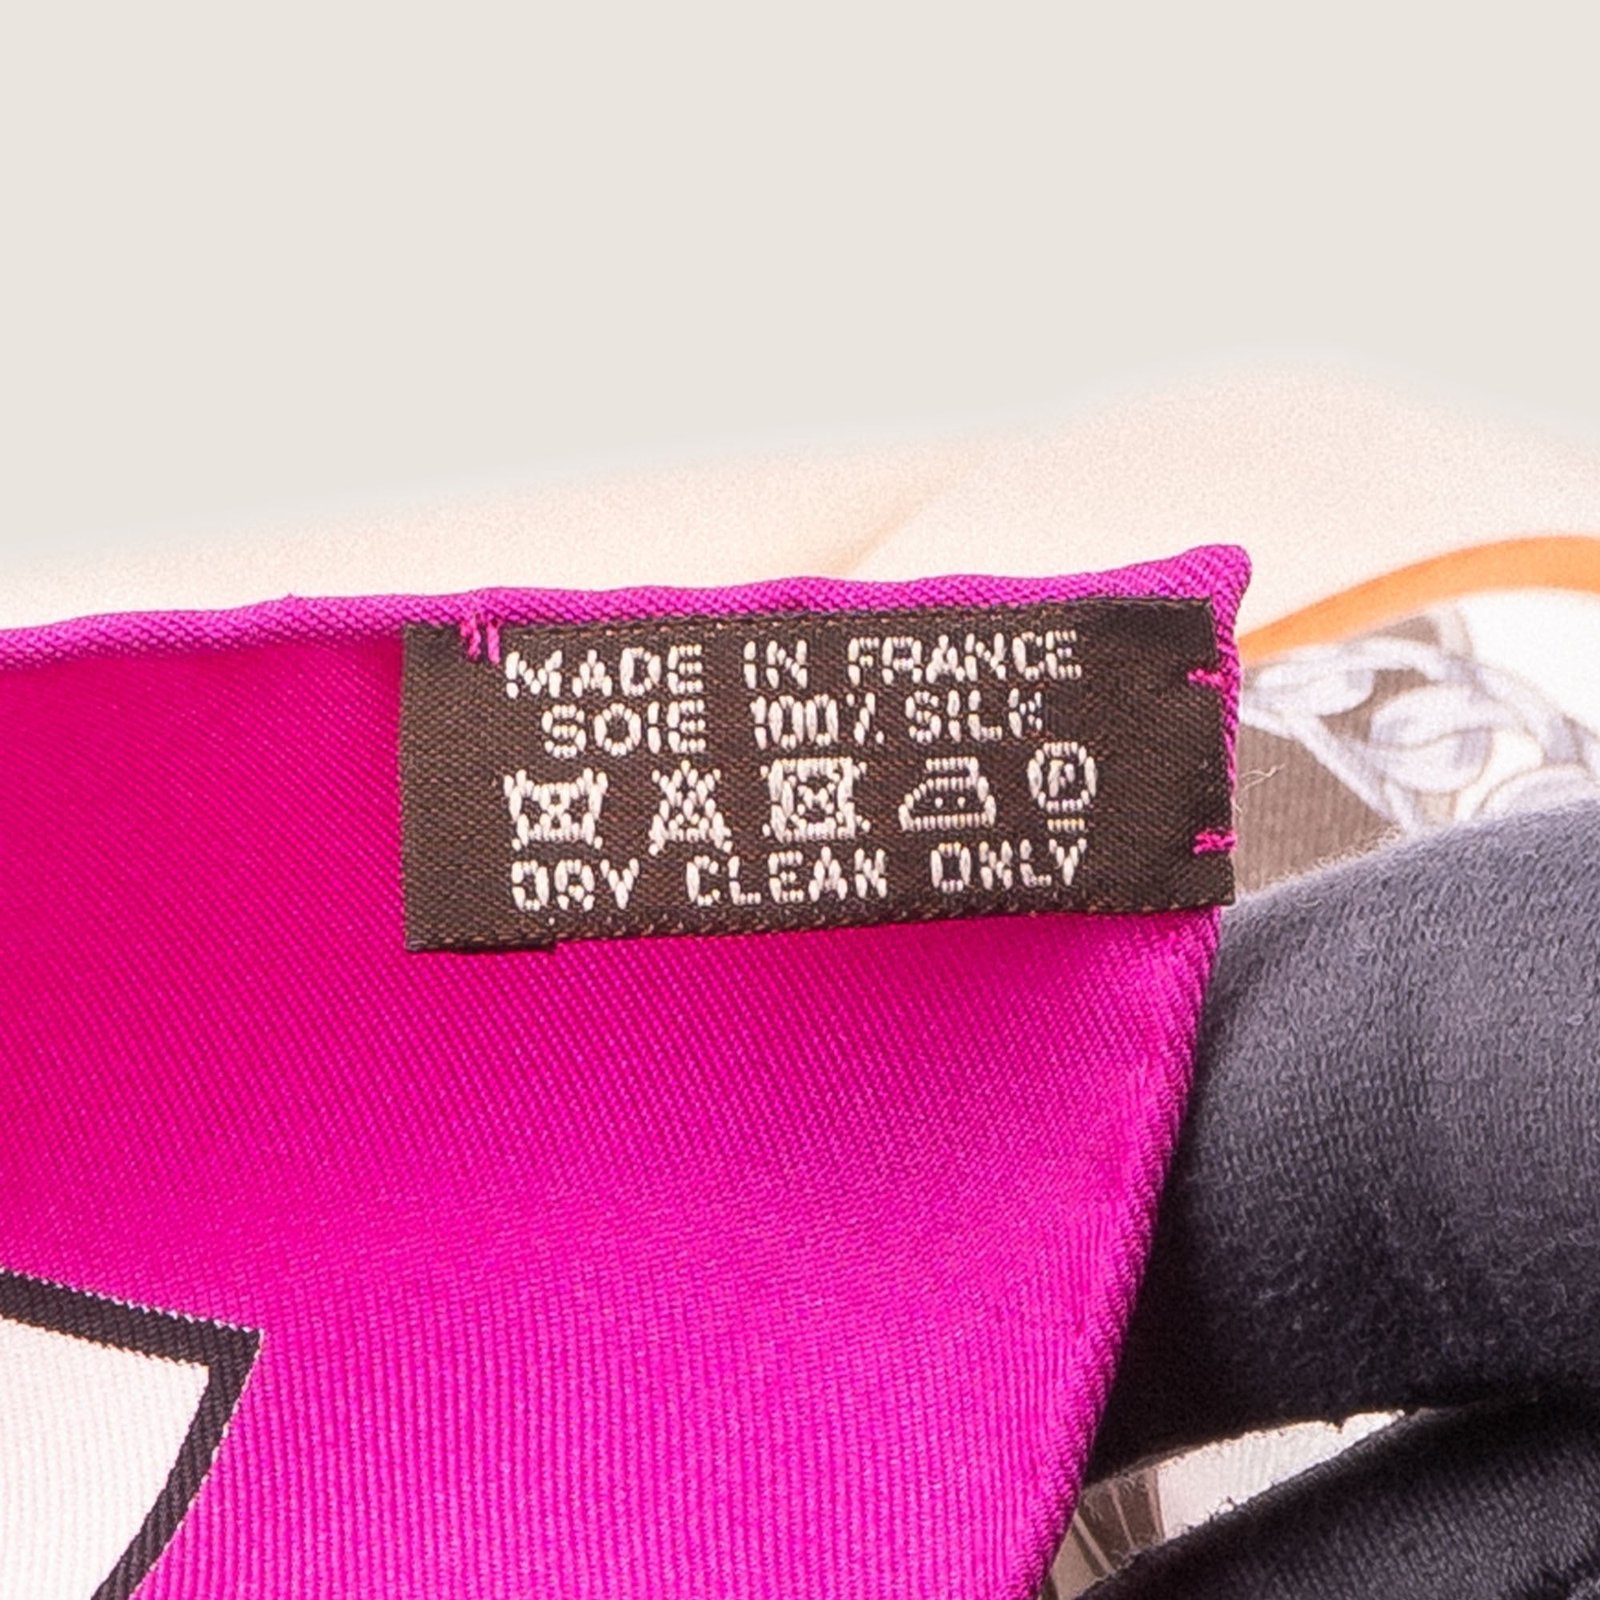 MADE IN FRANCE
SOIE 100% SILK
P
DRY CLEAN ONLY